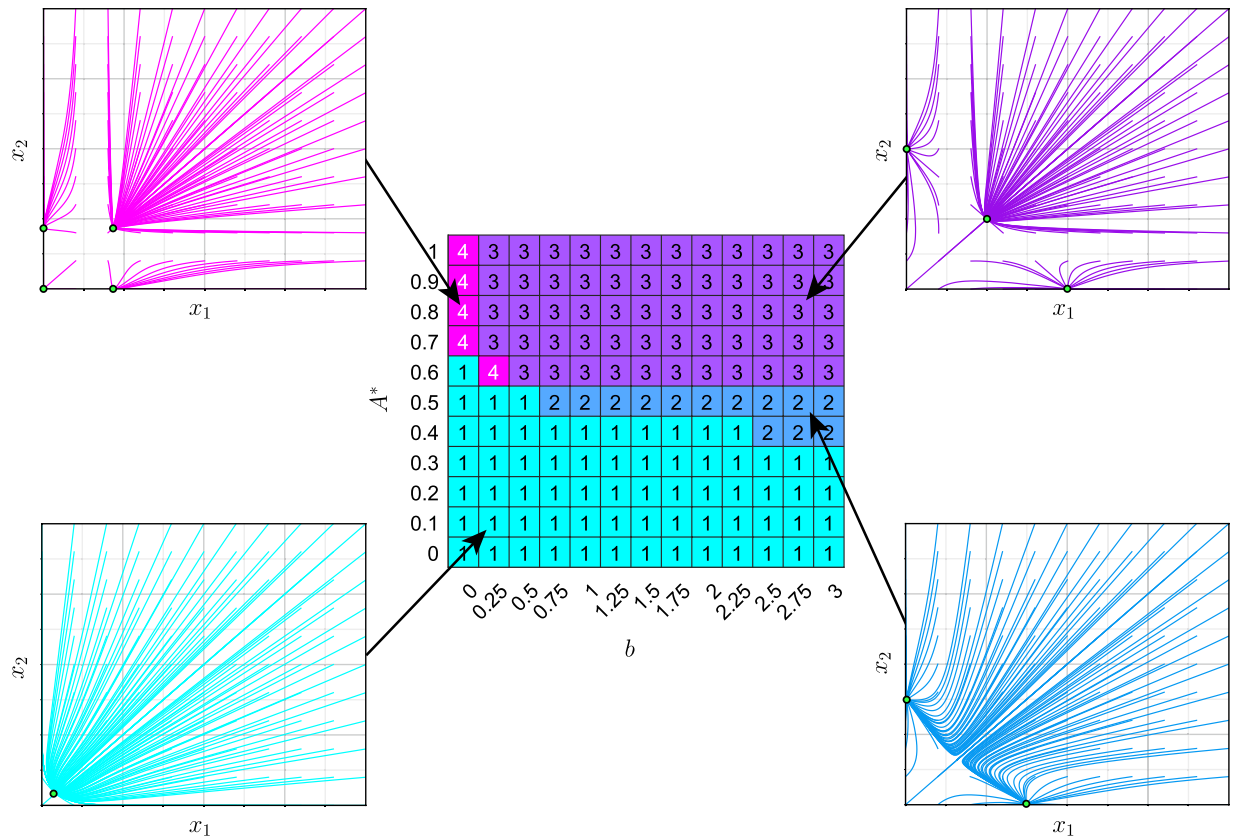 x₂
x₁
x₂
x₁
A*
1 4 3 3 3 3 3 3 3 3 3 3 3 3
0.9 4 3 3 3 3 3 3 3 3 3 3 3 3
0.8 4 3 3 3 3 3 3 3 3 3 3 3 3
0.7 4 3 3 3 3 3 3 3 3 3 3 3 3
0.6 1 4 3 3 3 3 3 3 3 3 3 3 3
0.5 1 1 1 2 2 2 2 2 2 2 2 2 2
0.4 1 1 1 1 1 1 1 1 1 1 2 2 2
0.3 1 1 1 1 1 1 1 1 1 1 1 1 1
0.2 1 1 1 1 1 1 1 1 1 1 1 1 1
0.1 1 1 1 1 1 1 1 1 1 1 1 1 1
0 1 1 1 1 1 1 1 1 1 1 1 1 1
0 0.25 0.5 0.75 1 1.25 1.5 1.75 2 2.25 2.5 2.75 3
b
x₂
x₁
x₂
x₁